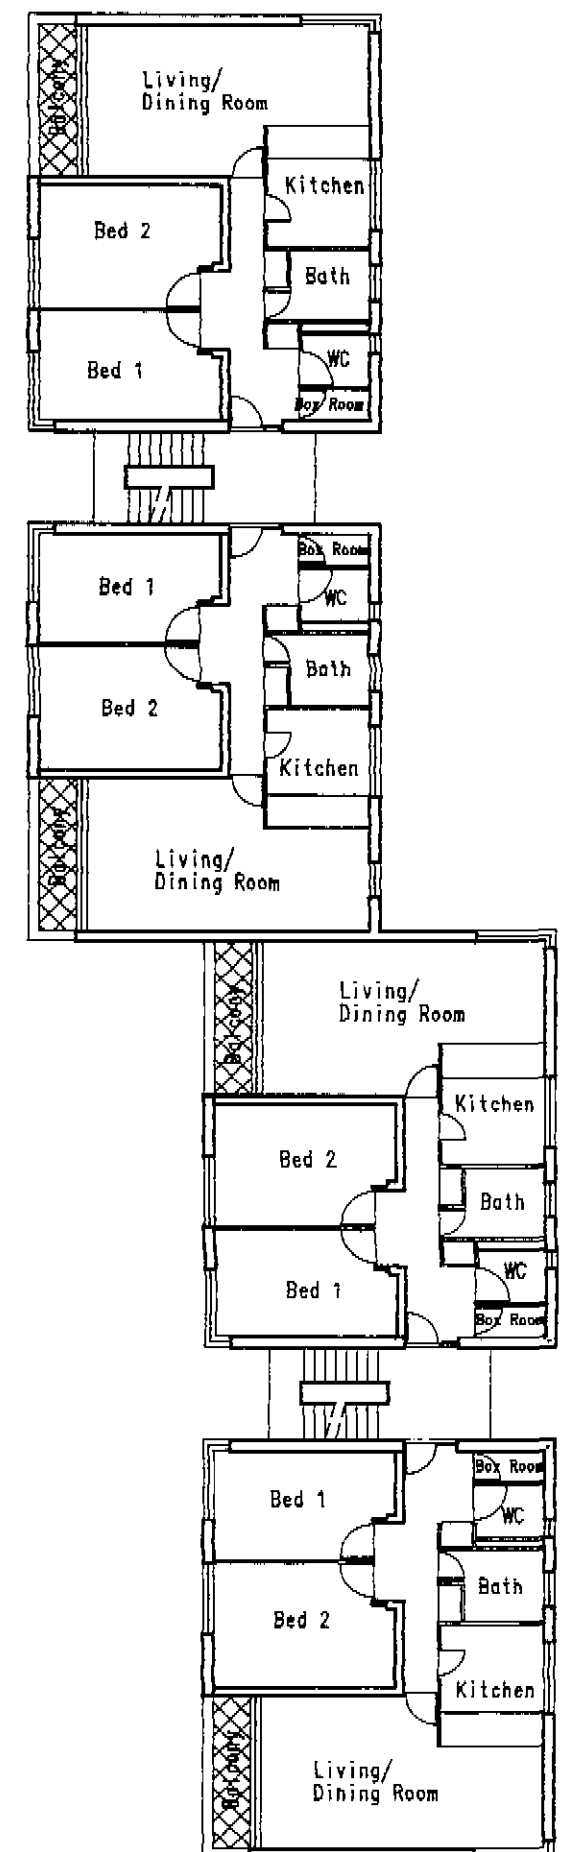 Balcony
Living/
Dining Room
Kitchen
Bed 2
Bath
Bed 1
WC
Box Room
Box Room
Bed 1
WC
Bath
Bed 2
Kitchen
Balcony
Living/
Dining Room
Balcony
Living/
Dining Room
Kitchen
Bed 2
Bath
Bed 1
WC
Box Room
Box Room
Bed 1
WC
Bath
Bed 2
Kitchen
Balcony
Living/
Dining Room